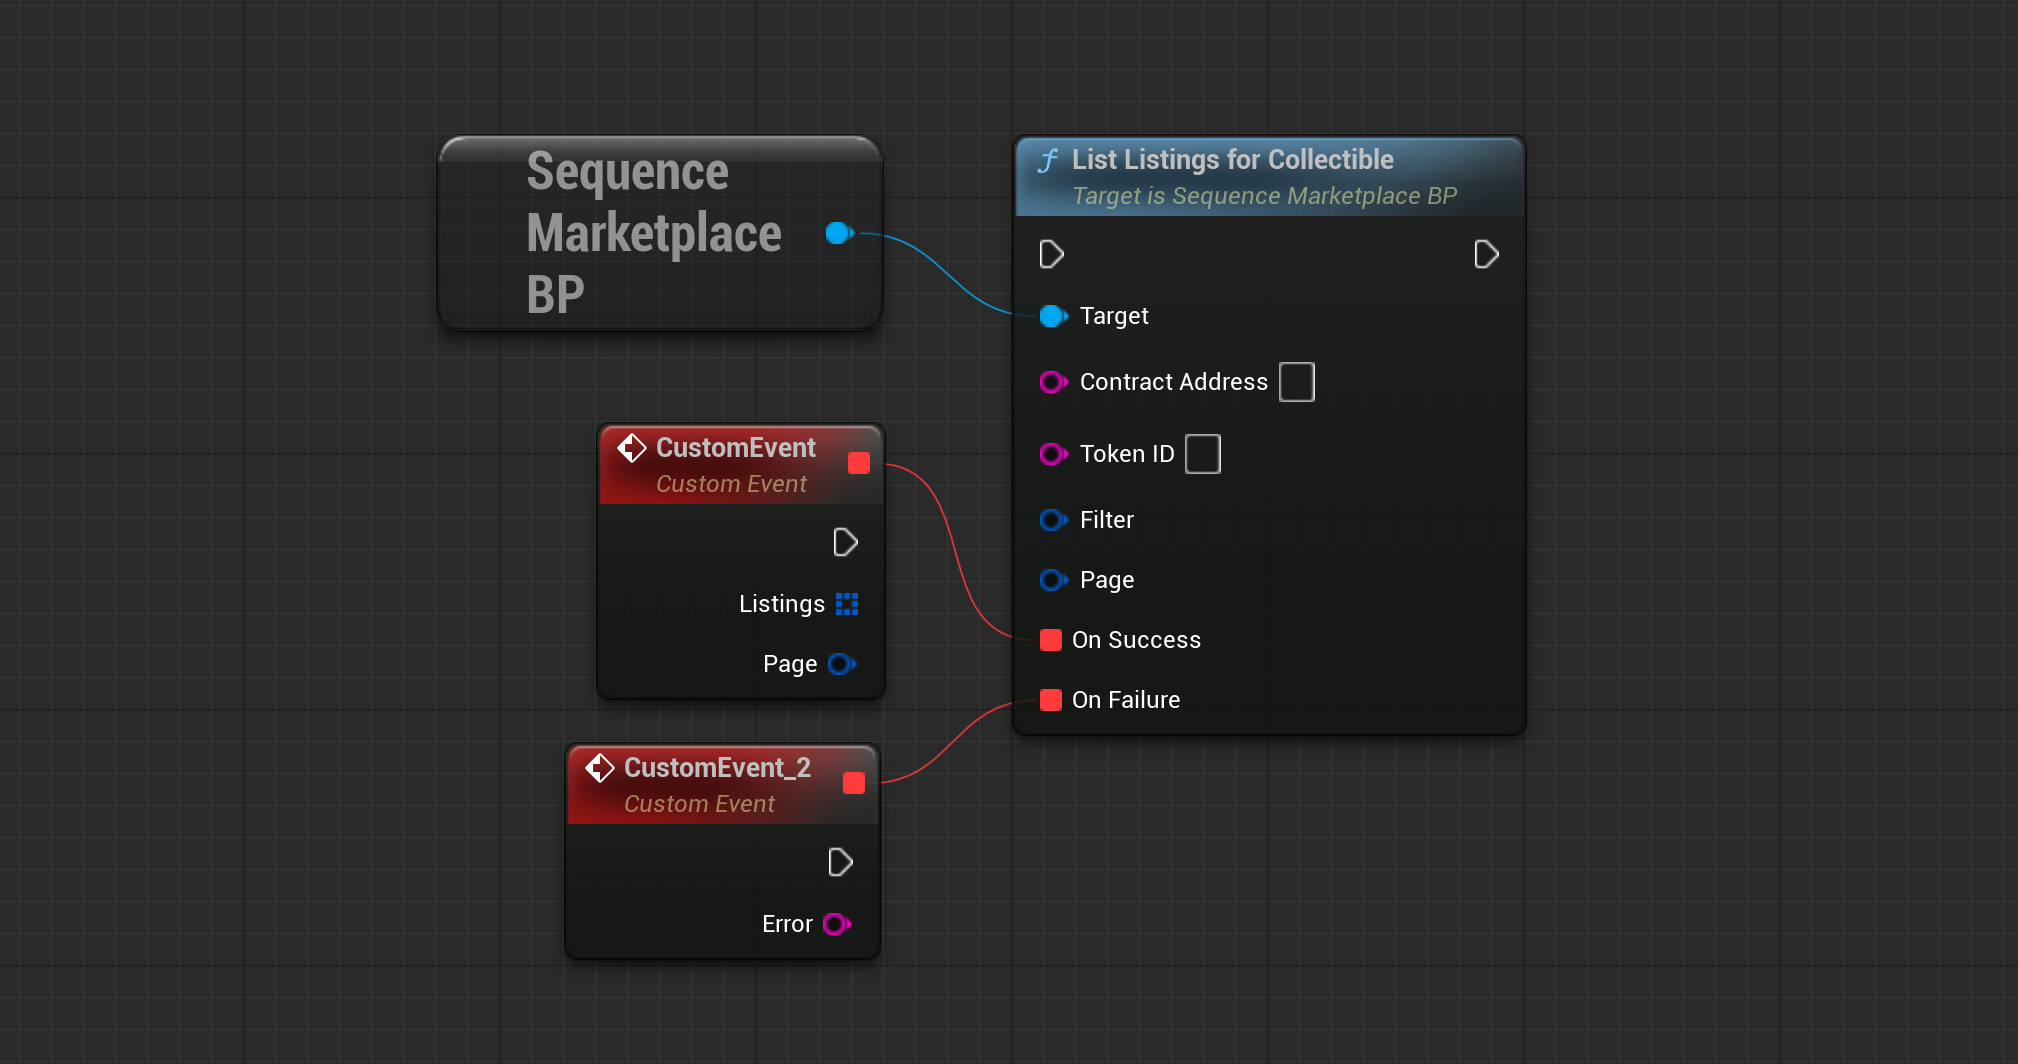 Sequence
Marketplace
BP
List Listings for Collectible
Target is Sequence Marketplace BP
Target
Contract Address
Token ID
Filter
Page
On Success
On Failure
CustomEvent
Custom Event
Listings
Page
CustomEvent_2
Custom Event
Error